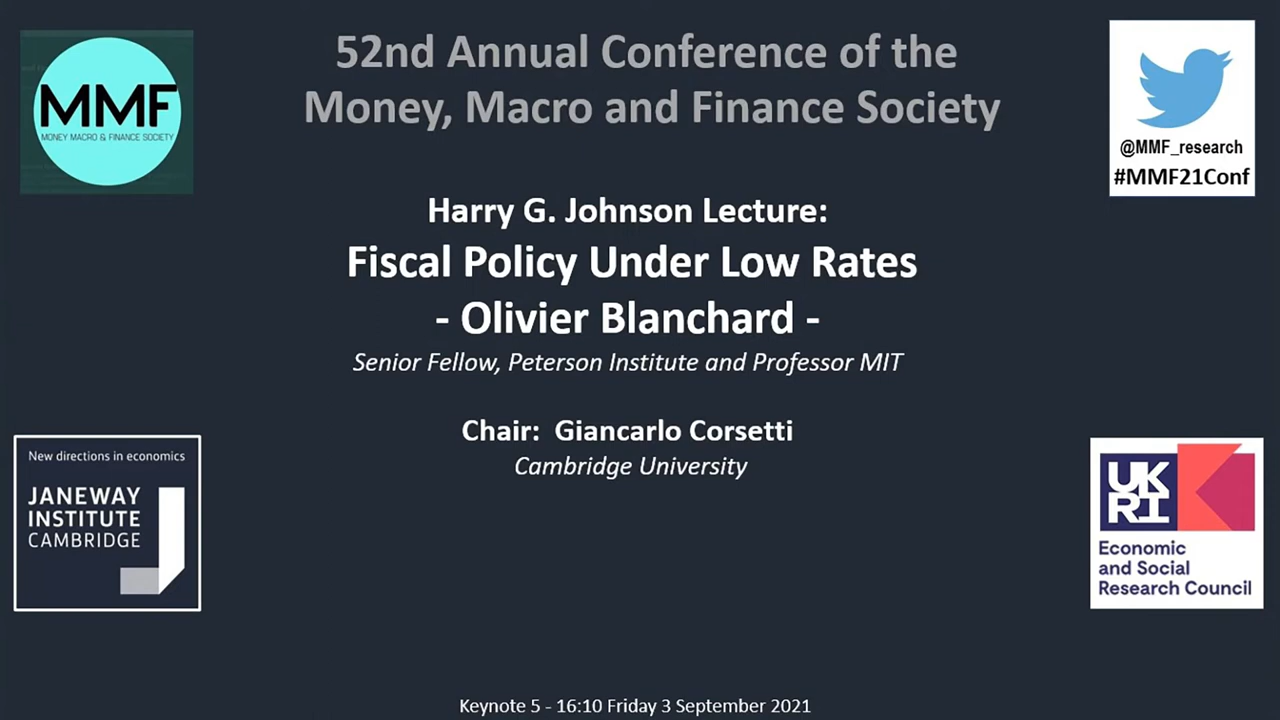 MMF
MONEY MACRO & FINANCE SOCIETY
52nd Annual Conference of the
Money, Macro and Finance Society
@MMF_research
#MMF21Conf
Harry G. Johnson Lecture:
Fiscal Policy Under Low Rates
- Olivier Blanchard -
Senior Fellow, Peterson Institute and Professor MIT
Chair: Giancarlo Corsetti
Cambridge University
New directions in economics
JANEWAY
INSTITUTE
CAMBRIDGE
UK
RI
Economic
and Social
Research Council
Keynote 5 - 16:10 Friday 3 September 2021